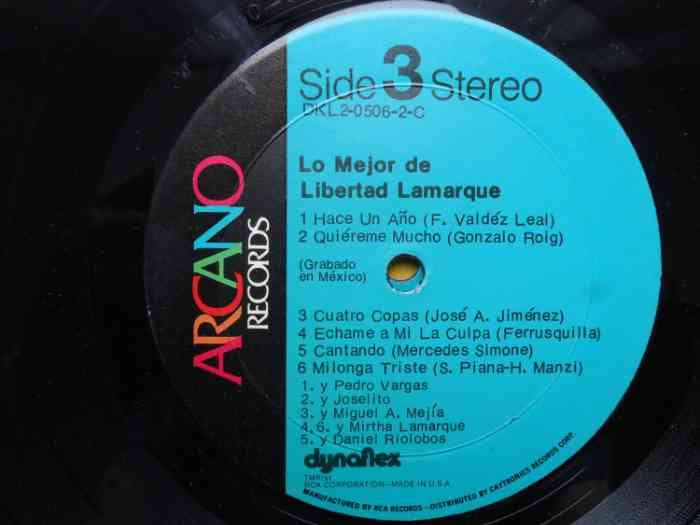 Side 3 Stereo
DKL2-0506-2-C
Lo Mejor de
Libertad Lamarque
1 Hace Un Año (F. Valdéz Leal)
2 Quiéreme Mucho (Gonzalo Roig)
(Grabado
en México)
3 Cuatro Copas (José A. Jiménez)
4 Echame a Mi La Culpa (Ferrusquilla)
5 Cantando (Mercedes Simone)
6 Milonga Triste (S. Piana-H. Manzi)
1. y Pedro Vargas
2. y Joselito
3. y Miguel A. Mejía
4,6. y Mirtha Lamarque
5. y Daniel Riolobos
dynaflex
TMK(s)
RCA CORPORATION—MADE IN U.S.A.
MANUFACTURED BY RCA RECORDS - DISTRIBUTED BY CAYTRONICS RECORDS CORP.
ARCANO
RECORDS